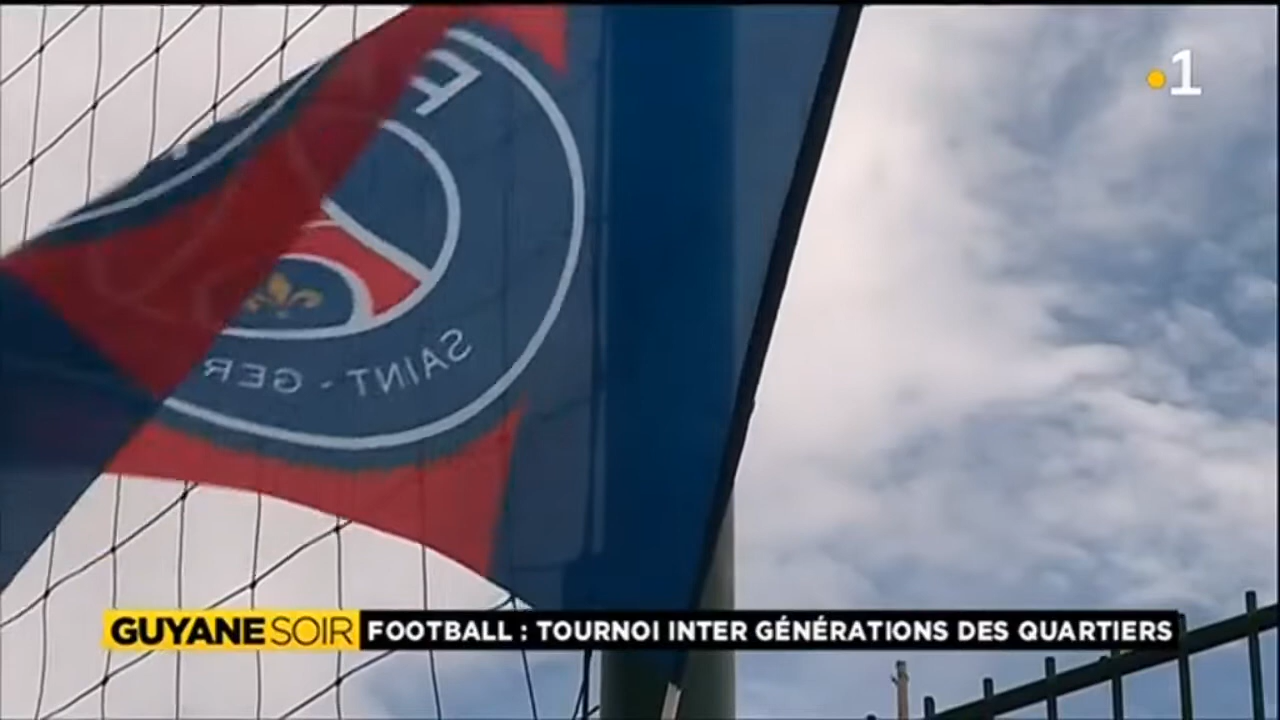 1
SAINT-GER
GUYANE SOIR FOOTBALL : TOURNOI INTER GÉNÉRATIONS DES QUARTIERS